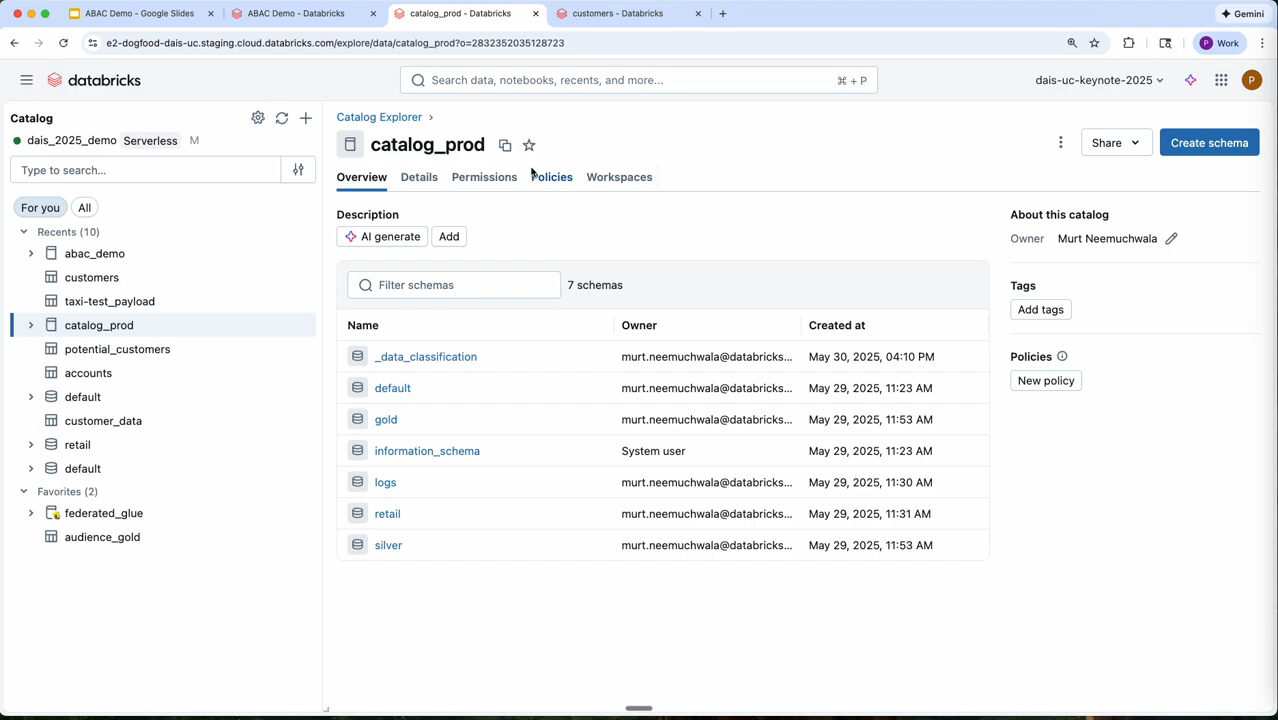 ABAC Demo - Google Slides
ABAC Demo - Databricks
catalog_prod - Databricks
customers - Databricks
Gemini
e2-dogfood-dais-uc.staging.cloud.databricks.com/explore/data/catalog_prod?o=2832352035128723
P Work
databricks
Search data, notebooks, recents, and more...
⌘ + P
dais-uc-keynote-2025
P
Catalog
dais_2025_demo Serverless M
Type to search...
For you
All
Recents (10)
abac_demo
customers
taxi-test_payload
catalog_prod
potential_customers
accounts
default
customer_data
retail
default
Favorites (2)
federated_glue
audience_gold
Catalog Explorer ›
catalog_prod
Share
Create schema
Overview Details Permissions Policies Workspaces
Description
AI generate
Add
Filter schemas
7 schemas
Name Owner Created at
_data_classification murt.neemuchwala@databricks... May 30, 2025, 04:10 PM
default murt.neemuchwala@databricks... May 29, 2025, 11:23 AM
gold murt.neemuchwala@databricks... May 29, 2025, 11:53 AM
information_schema System user May 29, 2025, 11:23 AM
logs murt.neemuchwala@databricks... May 29, 2025, 11:30 AM
retail murt.neemuchwala@databricks... May 29, 2025, 11:31 AM
silver murt.neemuchwala@databricks... May 29, 2025, 11:53 AM
About this catalog
Owner Murt Neemuchwala
Tags
Add tags
Policies
New policy